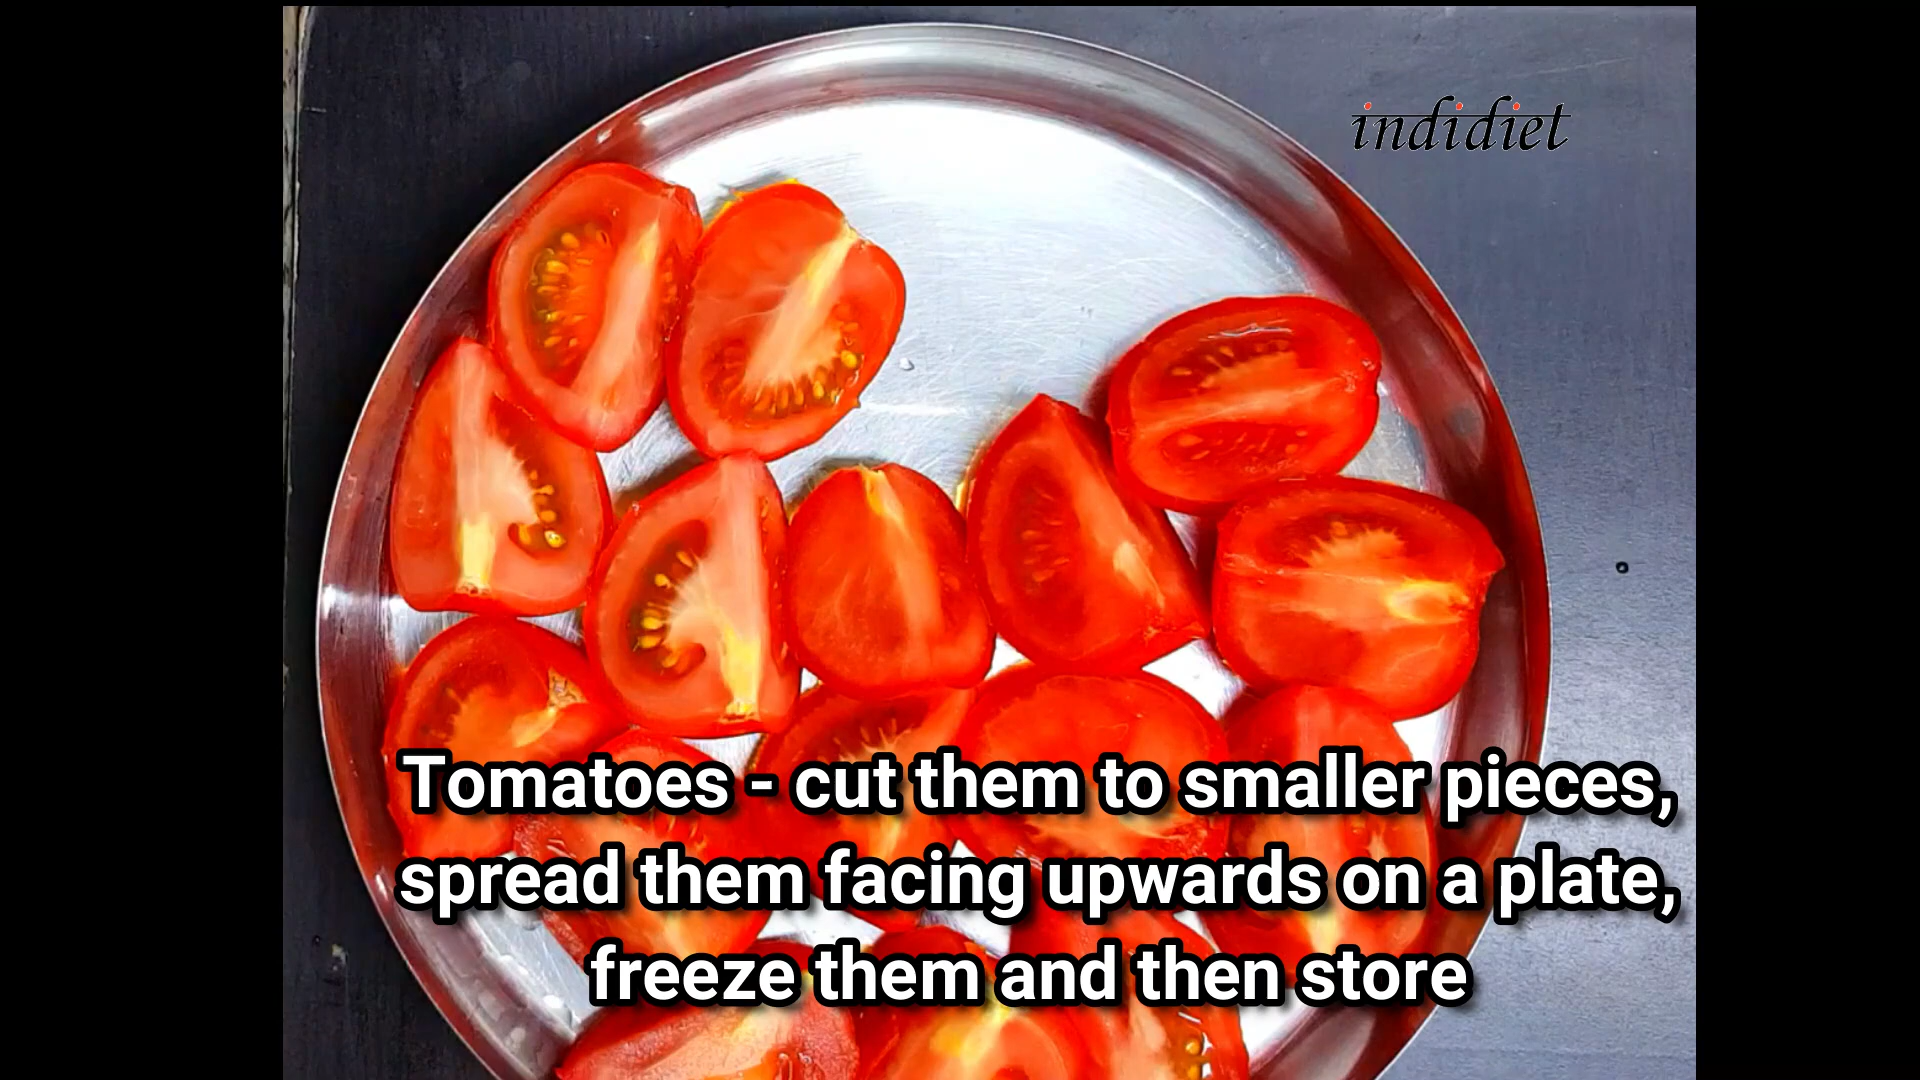 indidiet
Tomatoes - cut them to smaller pieces,
spread them facing upwards on a plate,
freeze them and then store